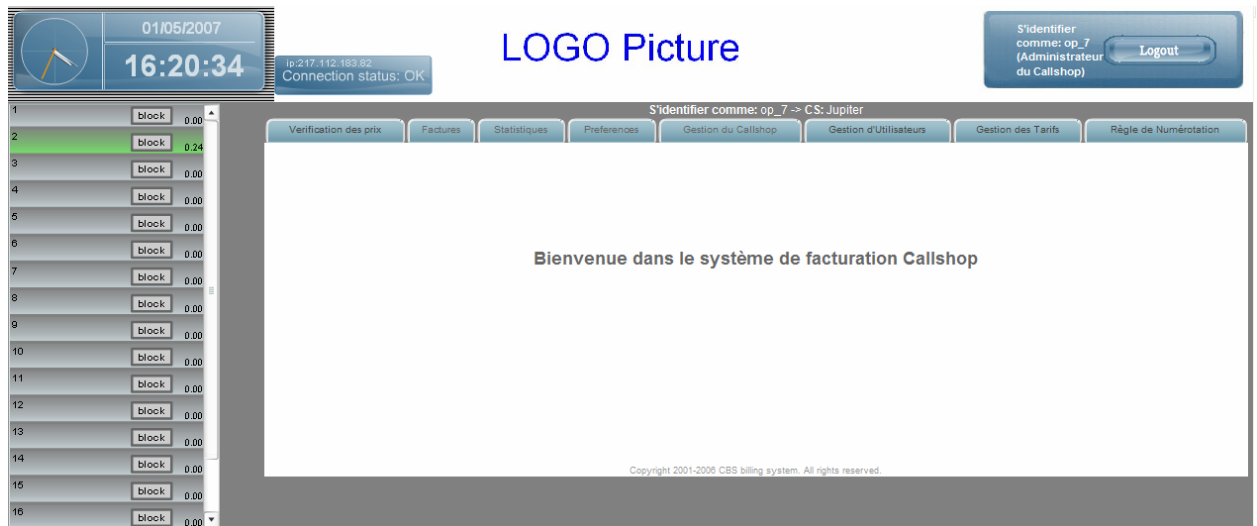 01/05/2007
16:20:34
ip:217.112.183.82
Connection status: OK
LOGO Picture
S'identifier
comme: op_7
(Administrateur
du Callshop)
Logout
S'identifier comme: op_7 -> CS: Jupiter
Verification des prix
Factures
Statistiques
Preferences
Gestion du Callshop
Gestion d'Utilisateurs
Gestion des Tarifs
Règle de Numérotation
1 block 0.00
2 block 0.24
3 block 0.00
4 block 0.00
5 block 0.00
6 block 0.00
7 block 0.00
8 block 0.00
9 block 0.00
10 block 0.00
11 block 0.00
12 block 0.00
13 block 0.00
14 block 0.00
15 block 0.00
16 block 0.00
Bienvenue dans le système de facturation Callshop
Copyright 2001-2006 CBS billing system. All rights reserved.